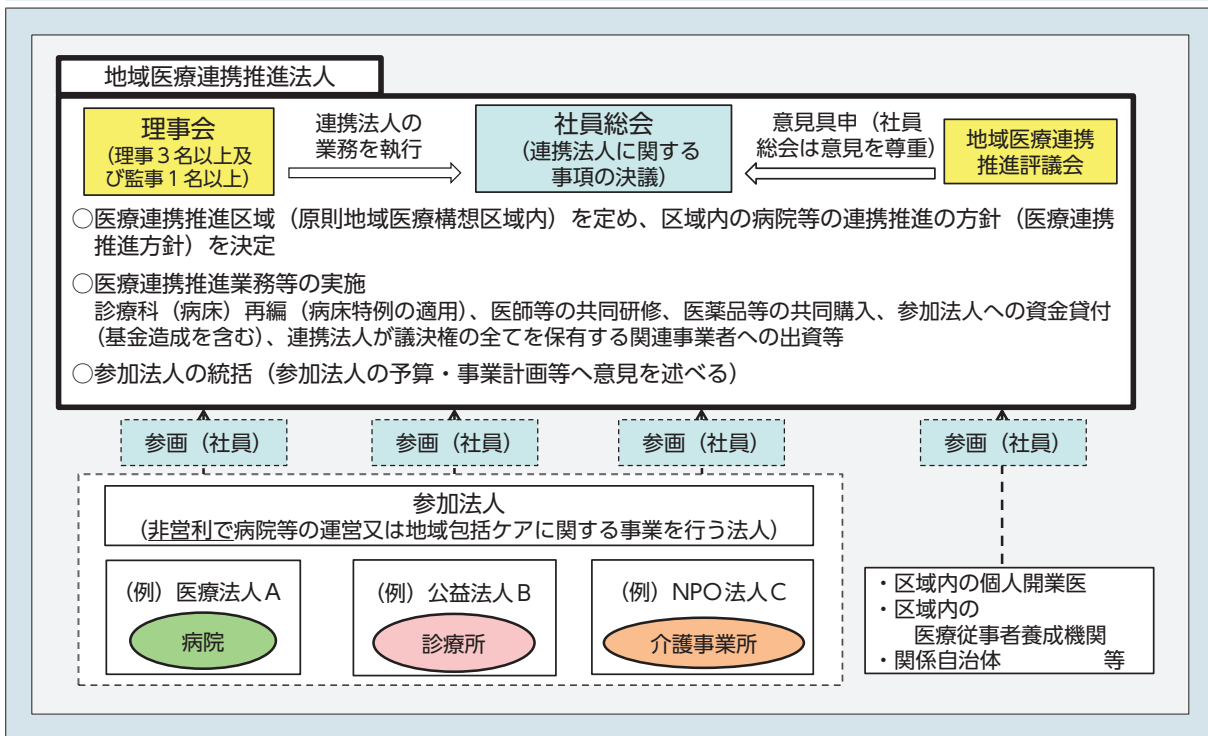 地域医療連携推進法人
理事会
(理事3名以上及
び監事1名以上)
連携法人の
業務を執行
社員総会
(連携法人に関する
事項の決議)
意見具申(社員
総会は意見を尊重)
地域医療連携
推進評議会
○医療連携推進区域(原則地域医療構想区域内)を定め、区域内の病院等の連携推進の方針(医療連携
推進方針)を決定
○医療連携推進業務等の実施
診療科(病床)再編(病床特例の適用)、医師等の共同研修、医薬品等の共同購入、参加法人への資金貸付
(基金造成を含む)、連携法人が議決権の全てを保有する関連事業者への出資等
○参加法人の統括(参加法人の予算・事業計画等へ意見を述べる)
参画(社員)
参画(社員)
参画(社員)
参画(社員)
参加法人
(非営利で病院等の運営又は地域包括ケアに関する事業を行う法人)
(例)医療法人A
病院
(例)公益法人B
診療所
(例)NPO法人C
介護事業所
・区域内の個人開業医
・区域内の
医療従事者養成機関
・関係自治体 等